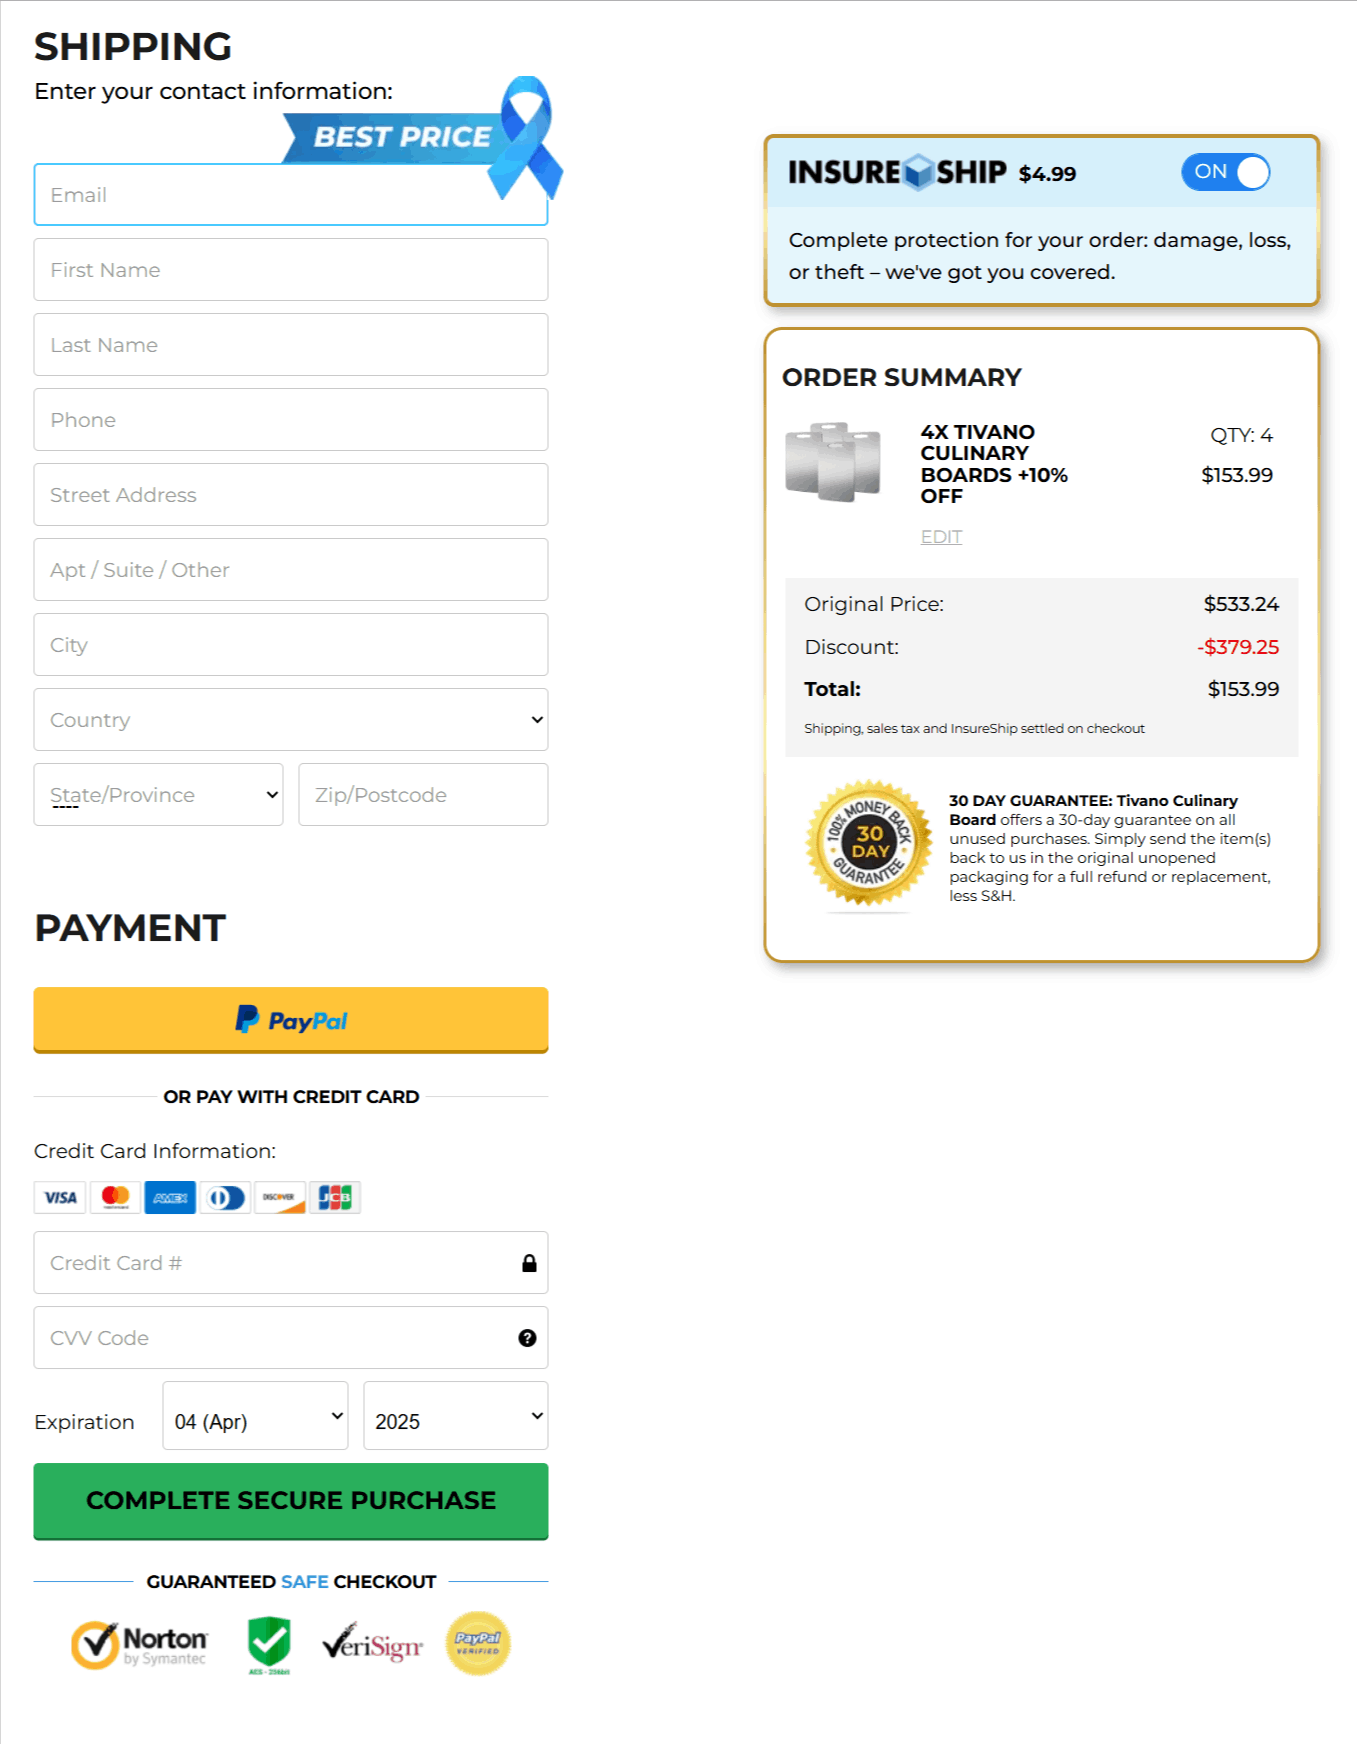 SHIPPING
Enter your contact information:
BEST PRICE
Email
First Name
Last Name
Phone
Street Address
Apt / Suite / Other
City
Country
State/Province
Zip/Postcode
PAYMENT
PayPal
OR PAY WITH CREDIT CARD
Credit Card Information:
VISA
mastercard
AMEX
DISCOVER
JCB
Credit Card #
CVV Code
Expiration
04 (Apr)
2025
COMPLETE SECURE PURCHASE
GUARANTEED SAFE CHECKOUT
Norton
by Symantec
AES - 256bit
VeriSign
PayPal
VERIFIED
INSURESHIP $4.99
ON
Complete protection for your order: damage, loss,
or theft – we've got you covered.
ORDER SUMMARY
4X TIVANO
CULINARY
BOARDS +10%
OFF
QTY: 4
$153.99
EDIT
Original Price: $533.24
Discount: -$379.25
Total: $153.99
Shipping, sales tax and InsureShip settled on checkout
100% MONEY BACK
30
DAY
GUARANTEE
30 DAY GUARANTEE: Tivano Culinary
Board offers a 30-day guarantee on all
unused purchases. Simply send the item(s)
back to us in the original unopened
packaging for a full refund or replacement,
less S&H.